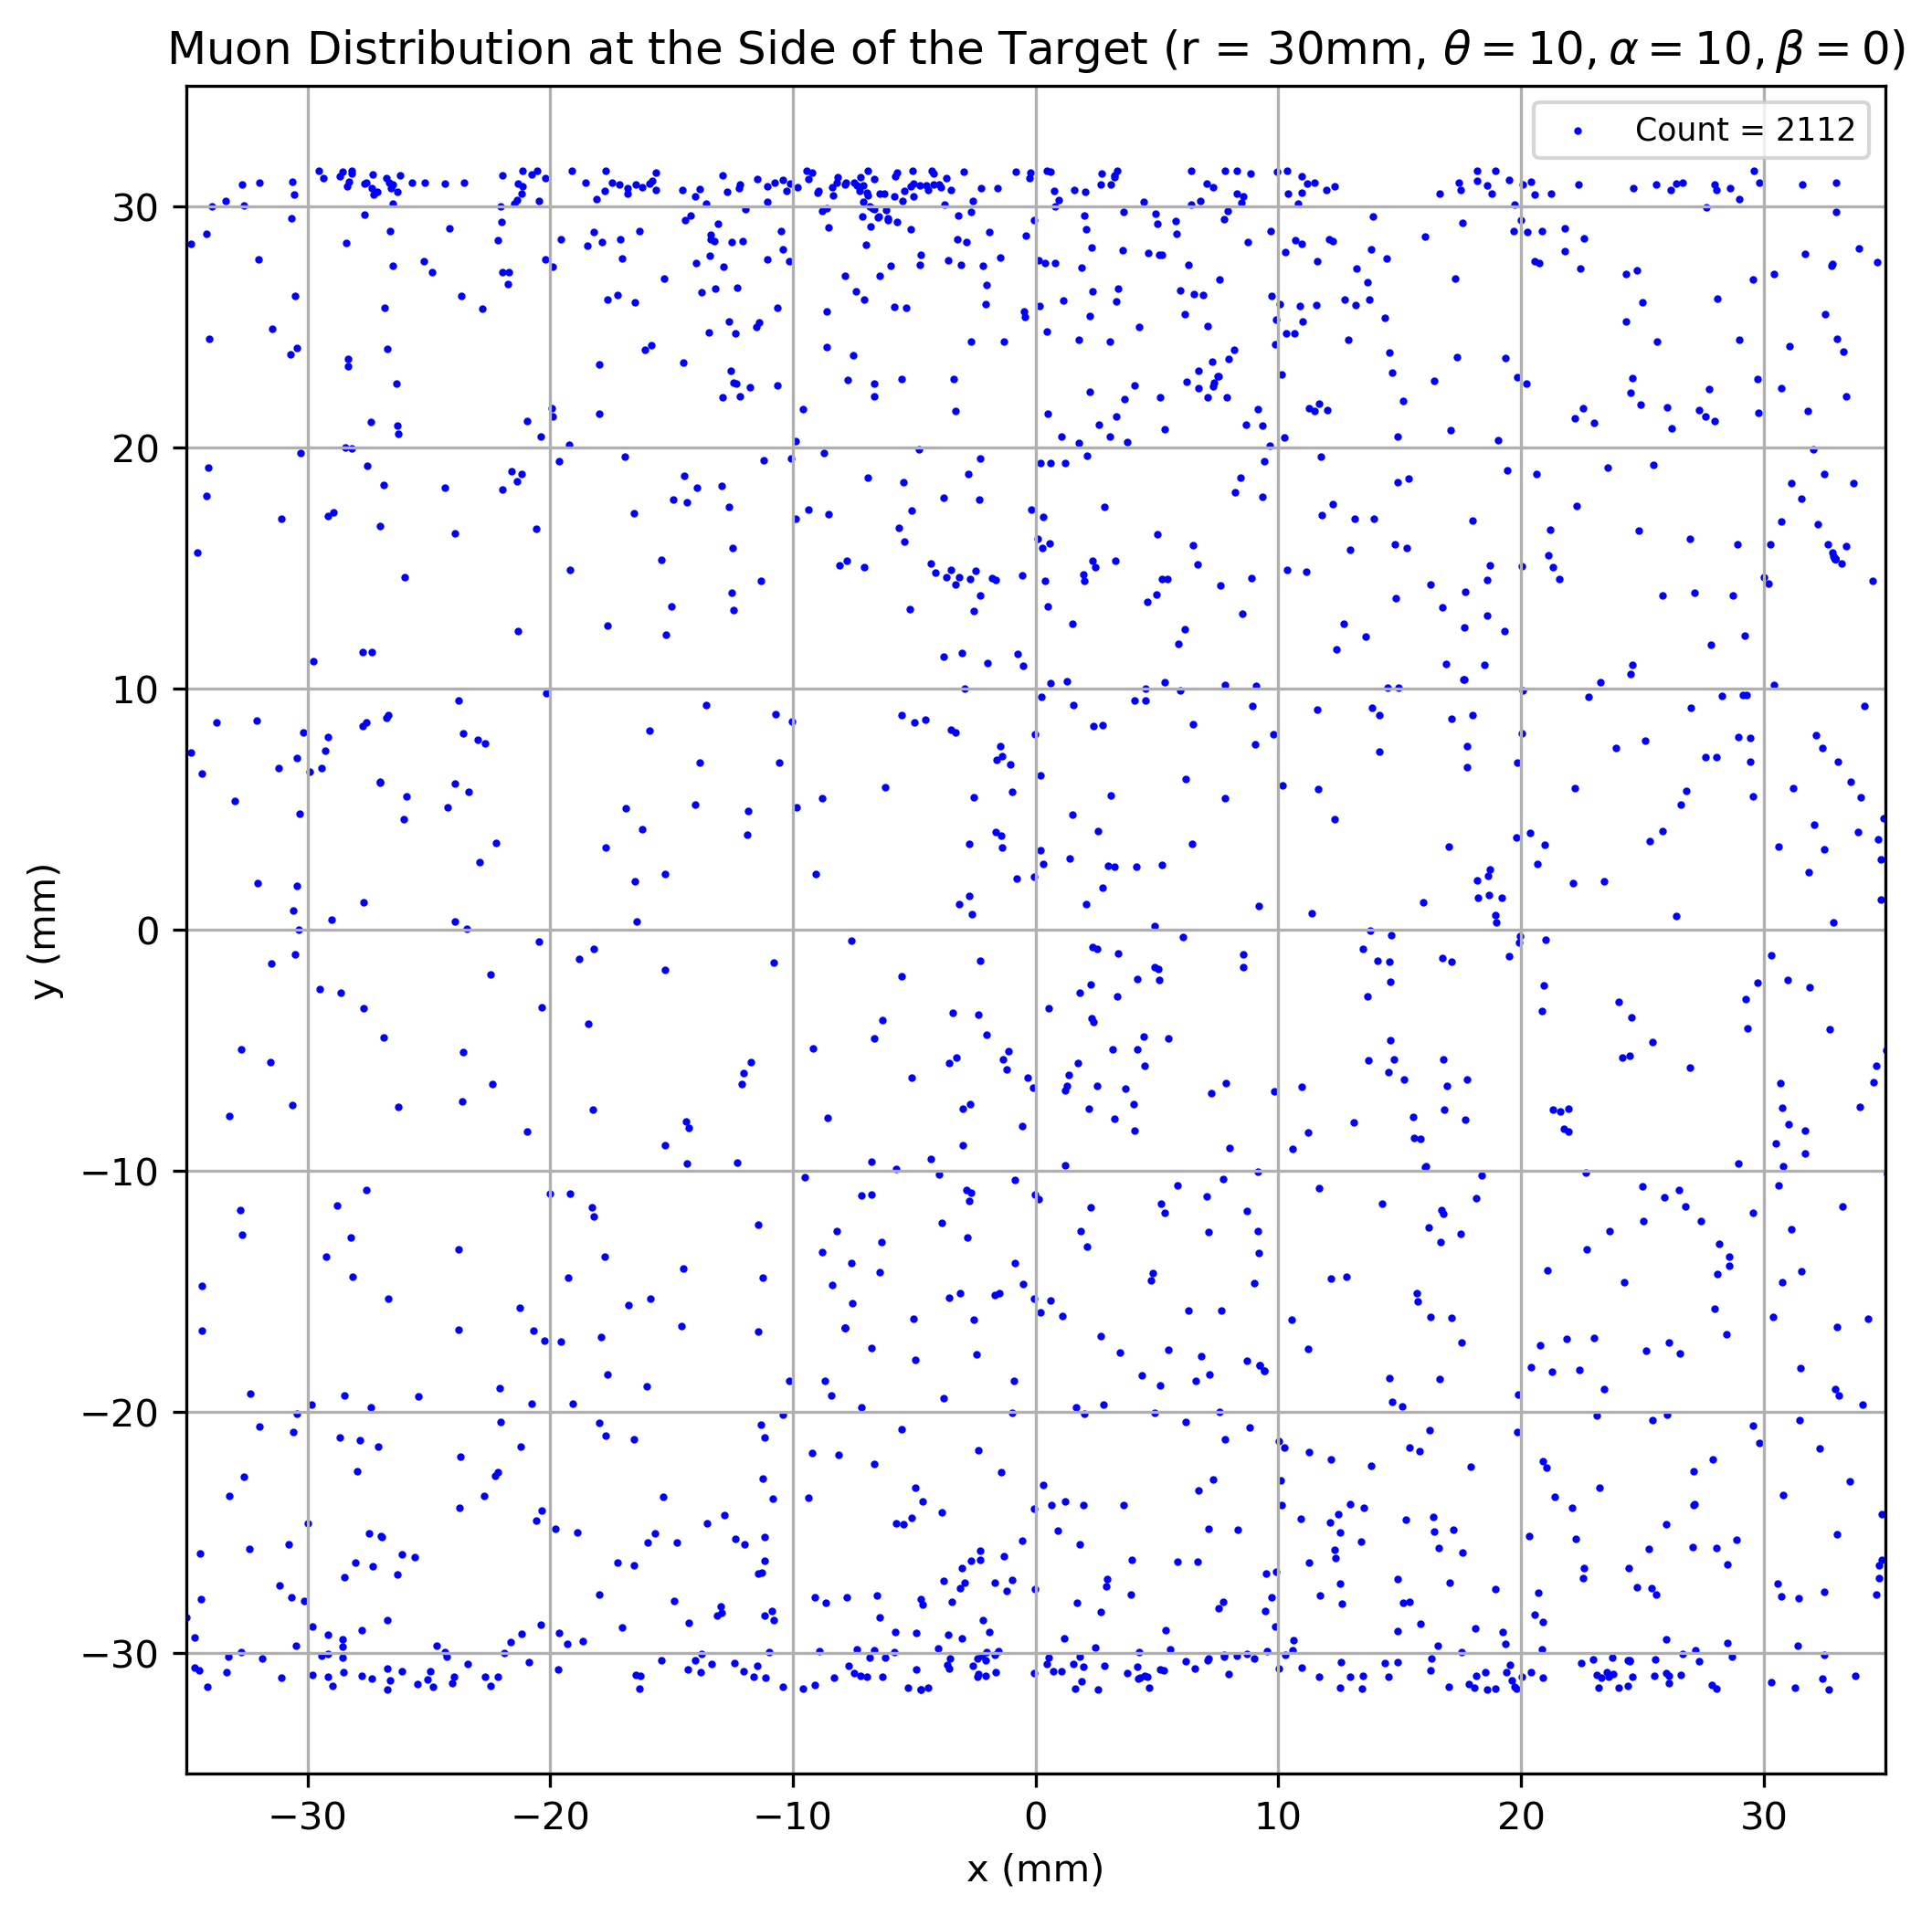 Muon Distribution at the Side of the Target (r = 30mm, θ = 10, α = 10, β = 0)
Count = 2112
30
20
10
0
−10
−20
−30
y (mm)
−30 −20 −10 0 10 20 30
x (mm)